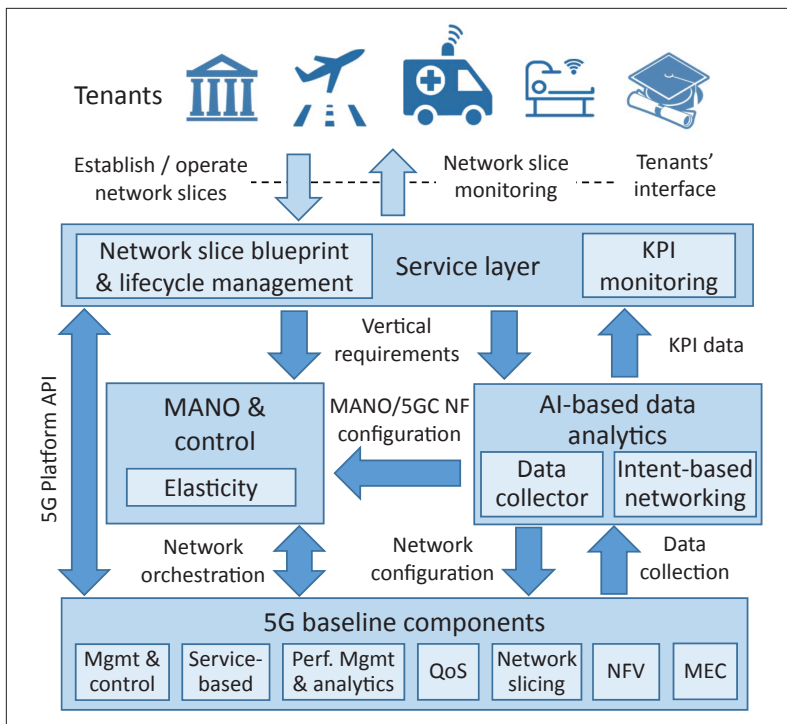 Tenants
Establish / operate
network slices
Network slice
monitoring
Tenants’
interface
Network slice blueprint
& lifecycle management
Service layer
KPI
monitoring
5G Platform API
Vertical
requirements
KPI data
MANO &
control
Elasticity
MANO/5GC NF
configuration
AI-based data
analytics
Data
collector
Intent-based
networking
Network
orchestration
Network
configuration
Data
collection
5G baseline components
Mgmt &
control
Service-
based
Perf. Mgmt
& analytics
QoS
Network
slicing
NFV
MEC